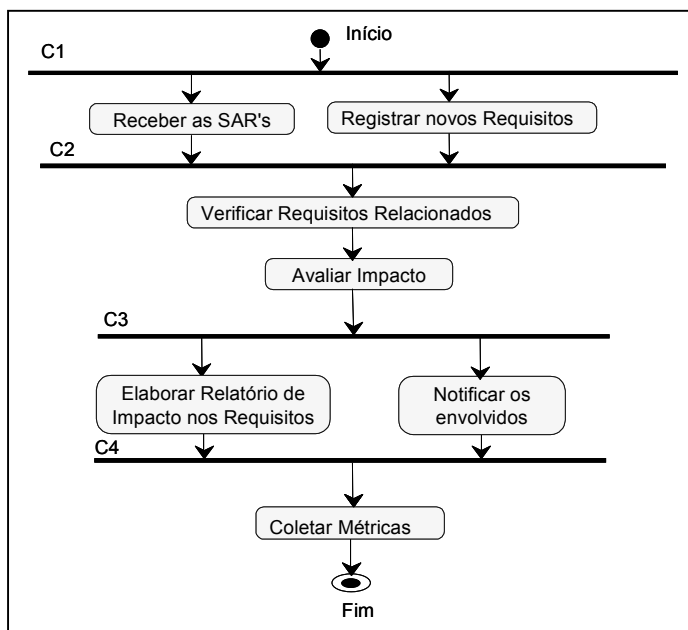 Início
C1
Receber as SAR's
Registrar novos Requisitos
C2
Verificar Requisitos Relacionados
Avaliar Impacto
C3
Elaborar Relatório de
Impacto nos Requisitos
Notificar os
envolvidos
C4
Coletar Métricas
Fim